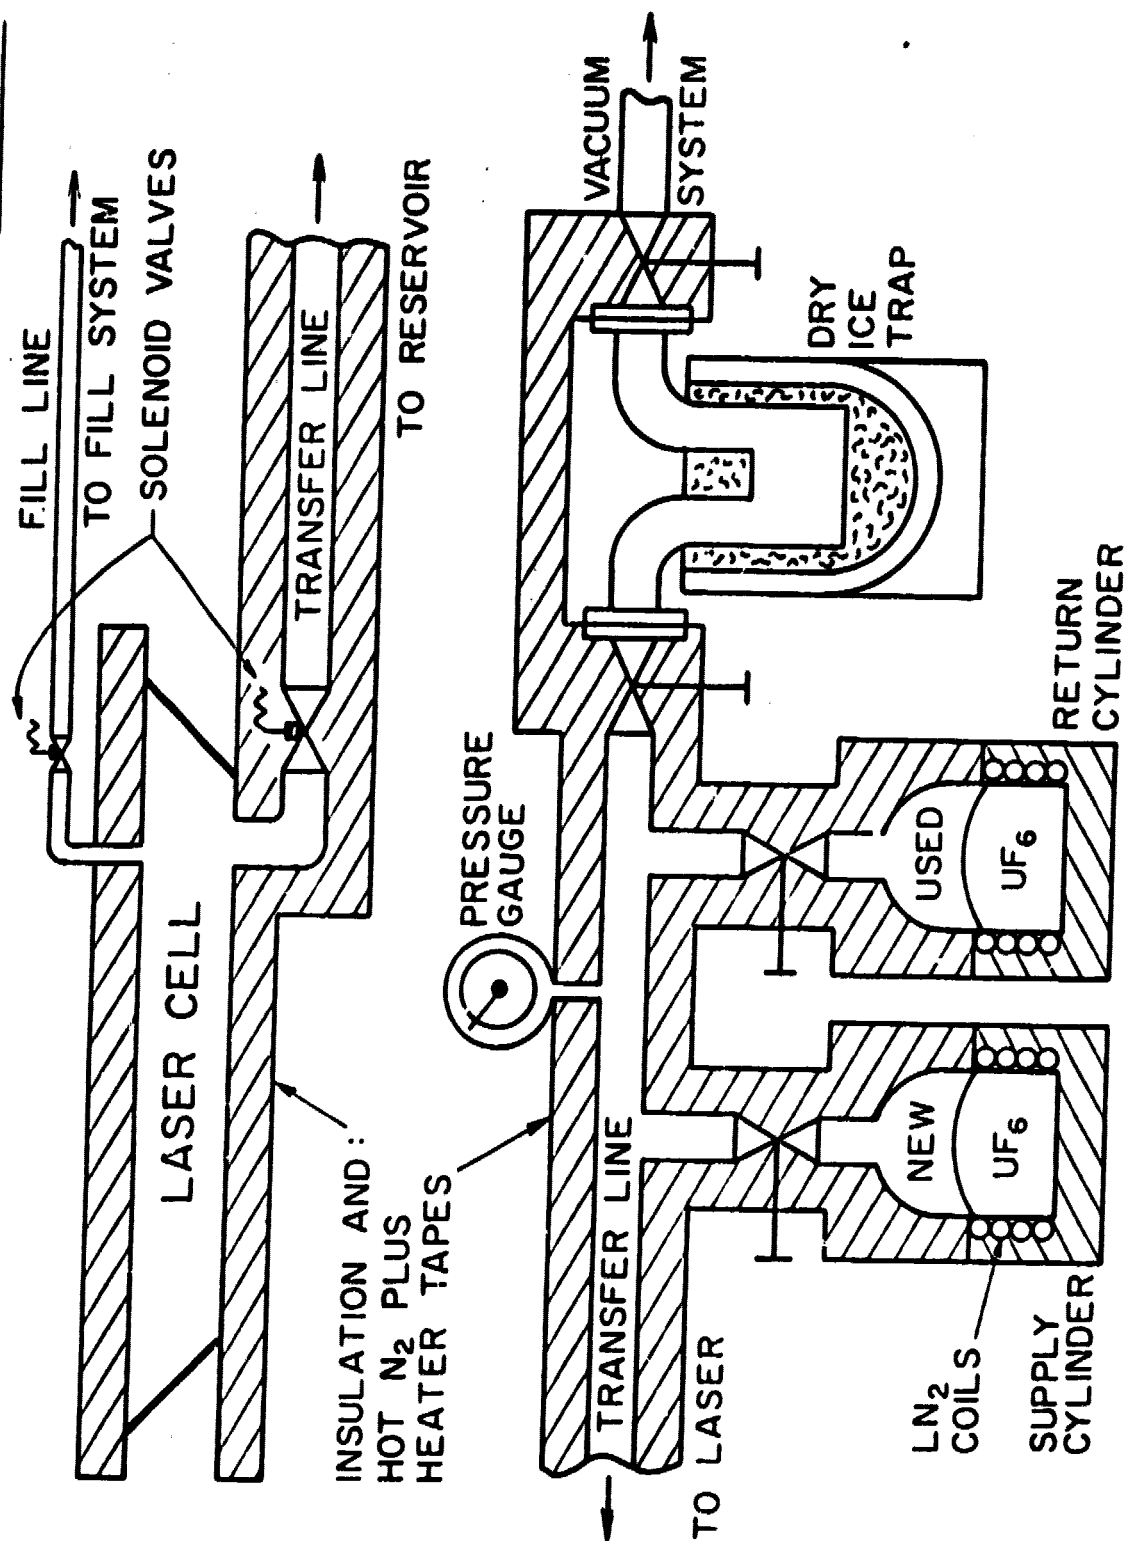 FILL LINE
TO FILL SYSTEM
SOLENOID VALVES
LASER CELL
TRANSFER LINE
TO RESERVOIR
INSULATION AND:
HOT N₂ PLUS
HEATER TAPES
PRESSURE
GAUGE
VACUUM
SYSTEM
TRANSFER LINE
TO LASER
DRY
ICE
TRAP
NEW
UF₆
USED
UF₆
LN₂
COILS
SUPPLY
CYLINDER
RETURN
CYLINDER